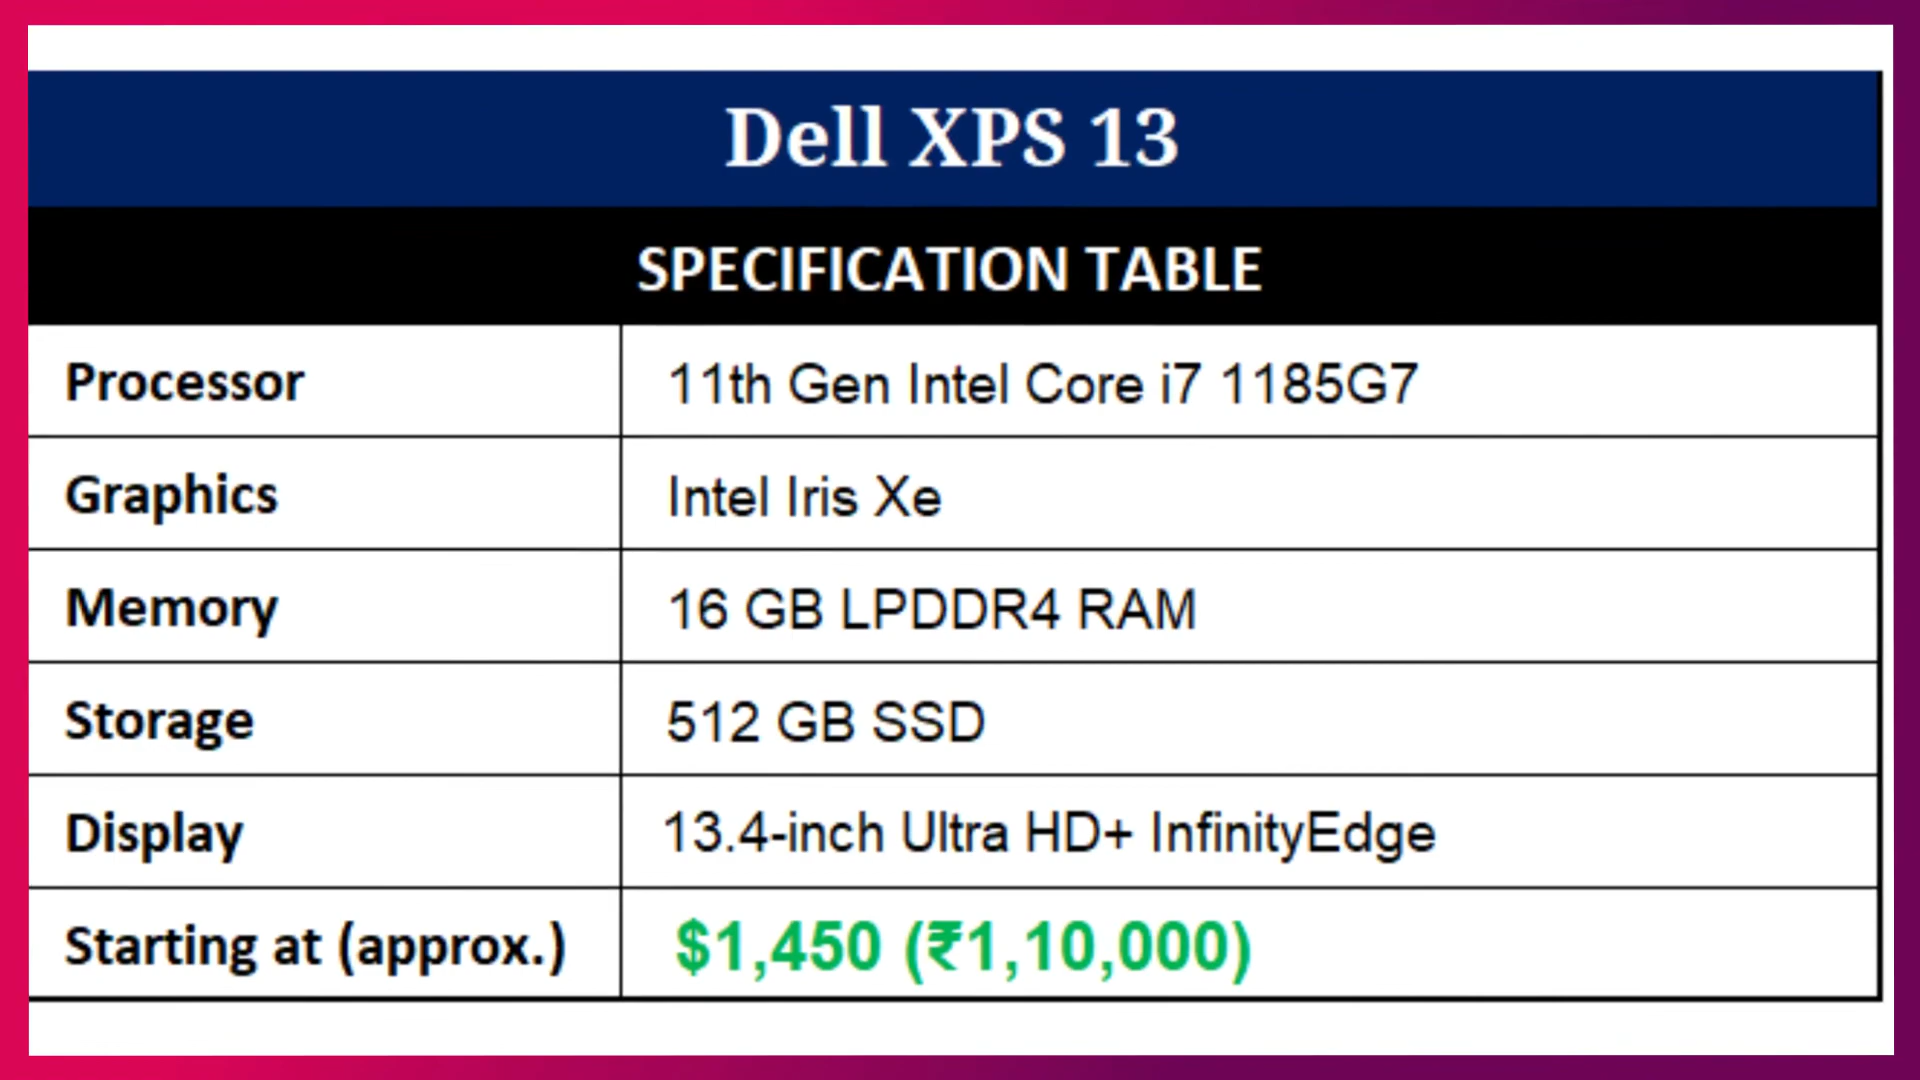 Dell XPS 13
SPECIFICATION TABLE
Processor 11th Gen Intel Core i7 1185G7
Graphics Intel Iris Xe
Memory 16 GB LPDDR4 RAM
Storage 512 GB SSD
Display 13.4-inch Ultra HD+ InfinityEdge
Starting at (approx.) $1,450 (₹1,10,000)